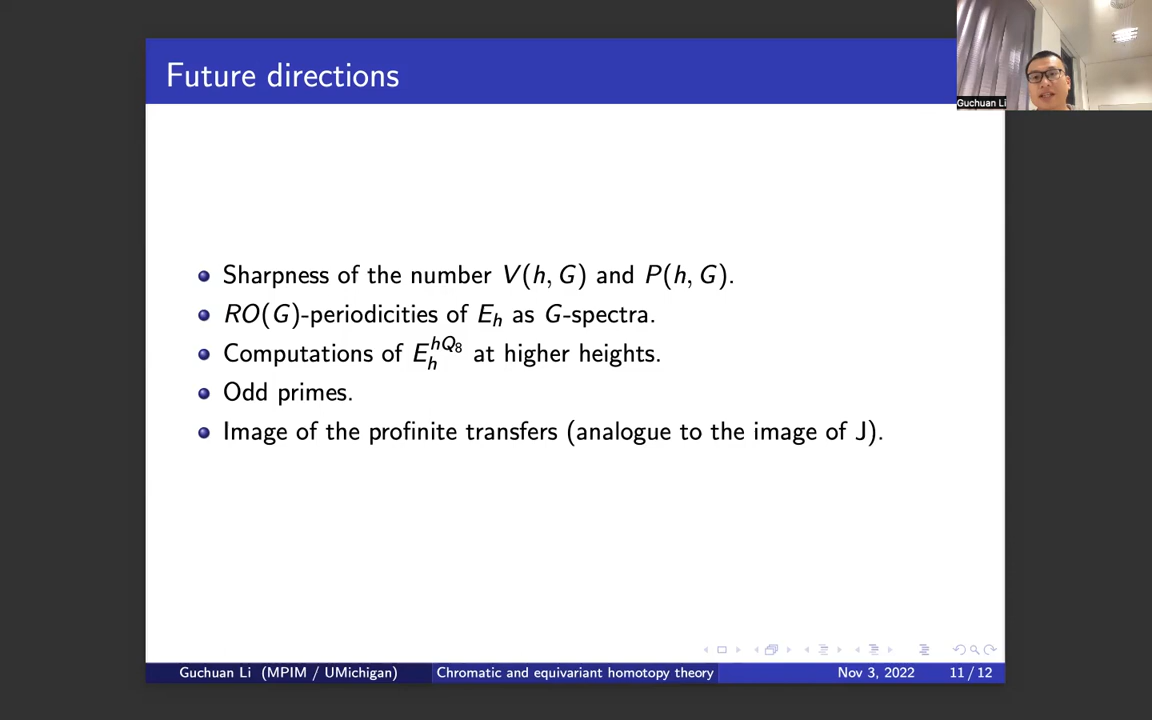 Future directions
Guchuan Li
Sharpness of the number V(h, G) and P(h, G).
RO(G)-periodicities of E_h as G-spectra.
Computations of E_h^{hQ_8} at higher heights.
Odd primes.
Image of the profinite transfers (analogue to the image of J).
Guchuan Li (MPIM / UMichigan) Chromatic and equivariant homotopy theory Nov 3, 2022 11 / 12